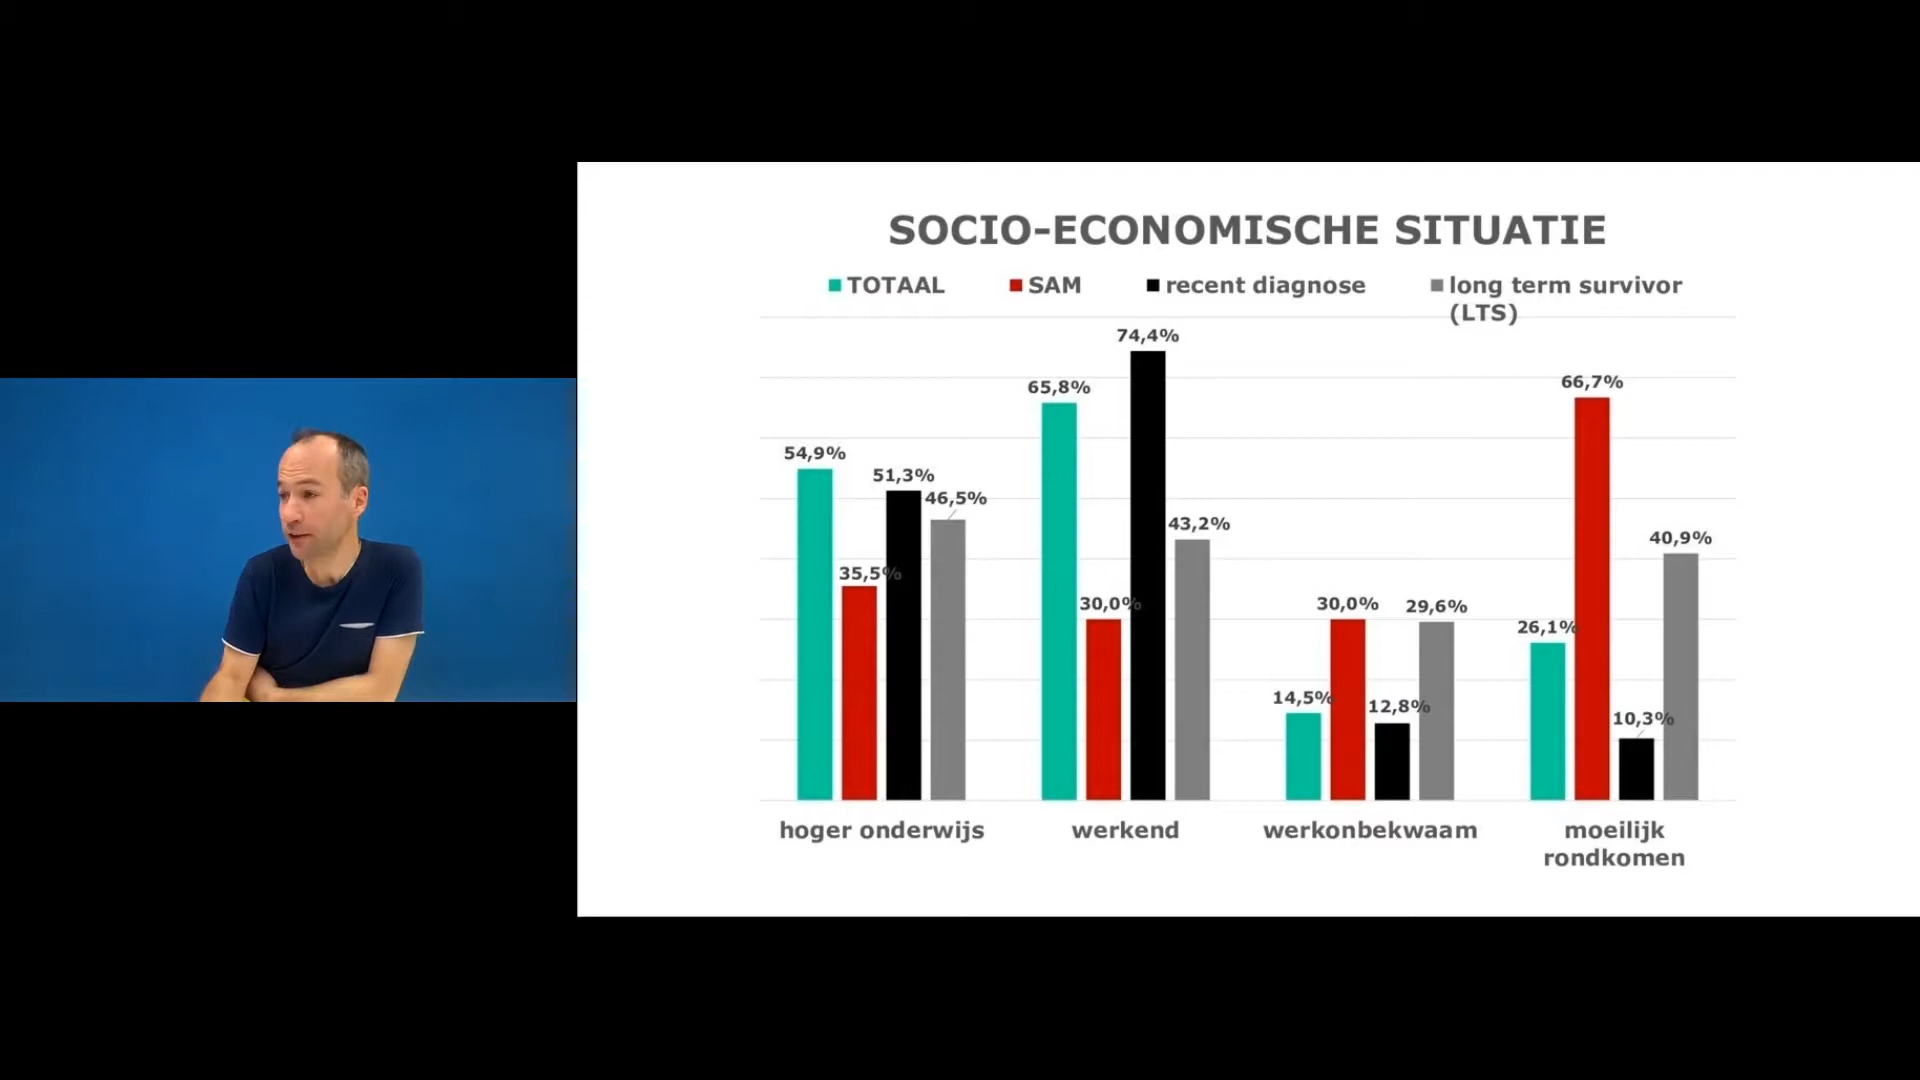 SOCIO-ECONOMISCHE SITUATIE
TOTAAL
SAM
recent diagnose
long term survivor
(LTS)
54,9%
35,5%
51,3%
46,5%
65,8%
30,0%
74,4%
43,2%
14,5%
30,0%
12,8%
29,6%
26,1%
66,7%
10,3%
40,9%
hoger onderwijs
werkend
werkonbekwaam
moeilijk
rondkomen